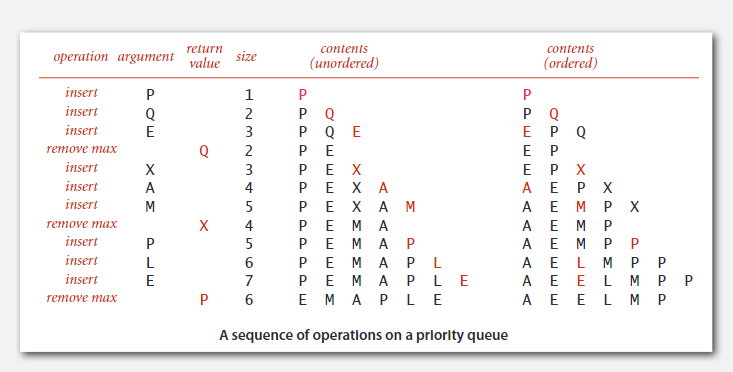 operation argument return value size contents (unordered) contents (ordered)
insert P 1 P P
insert Q 2 P Q P Q
insert E 3 P Q E E P Q
remove max Q 2 P E E P
insert X 3 P E X E P X
insert A 4 P E X A A E P X
insert M 5 P E X A M A E M P X
remove max X 4 P E M A A E M P
insert P 5 P E M A P A E M P P
insert L 6 P E M A P L A E L M P P
insert E 7 P E M A P L E A E E L M P P
remove max P 6 E M A P L E A E E L M P
A sequence of operations on a priority queue